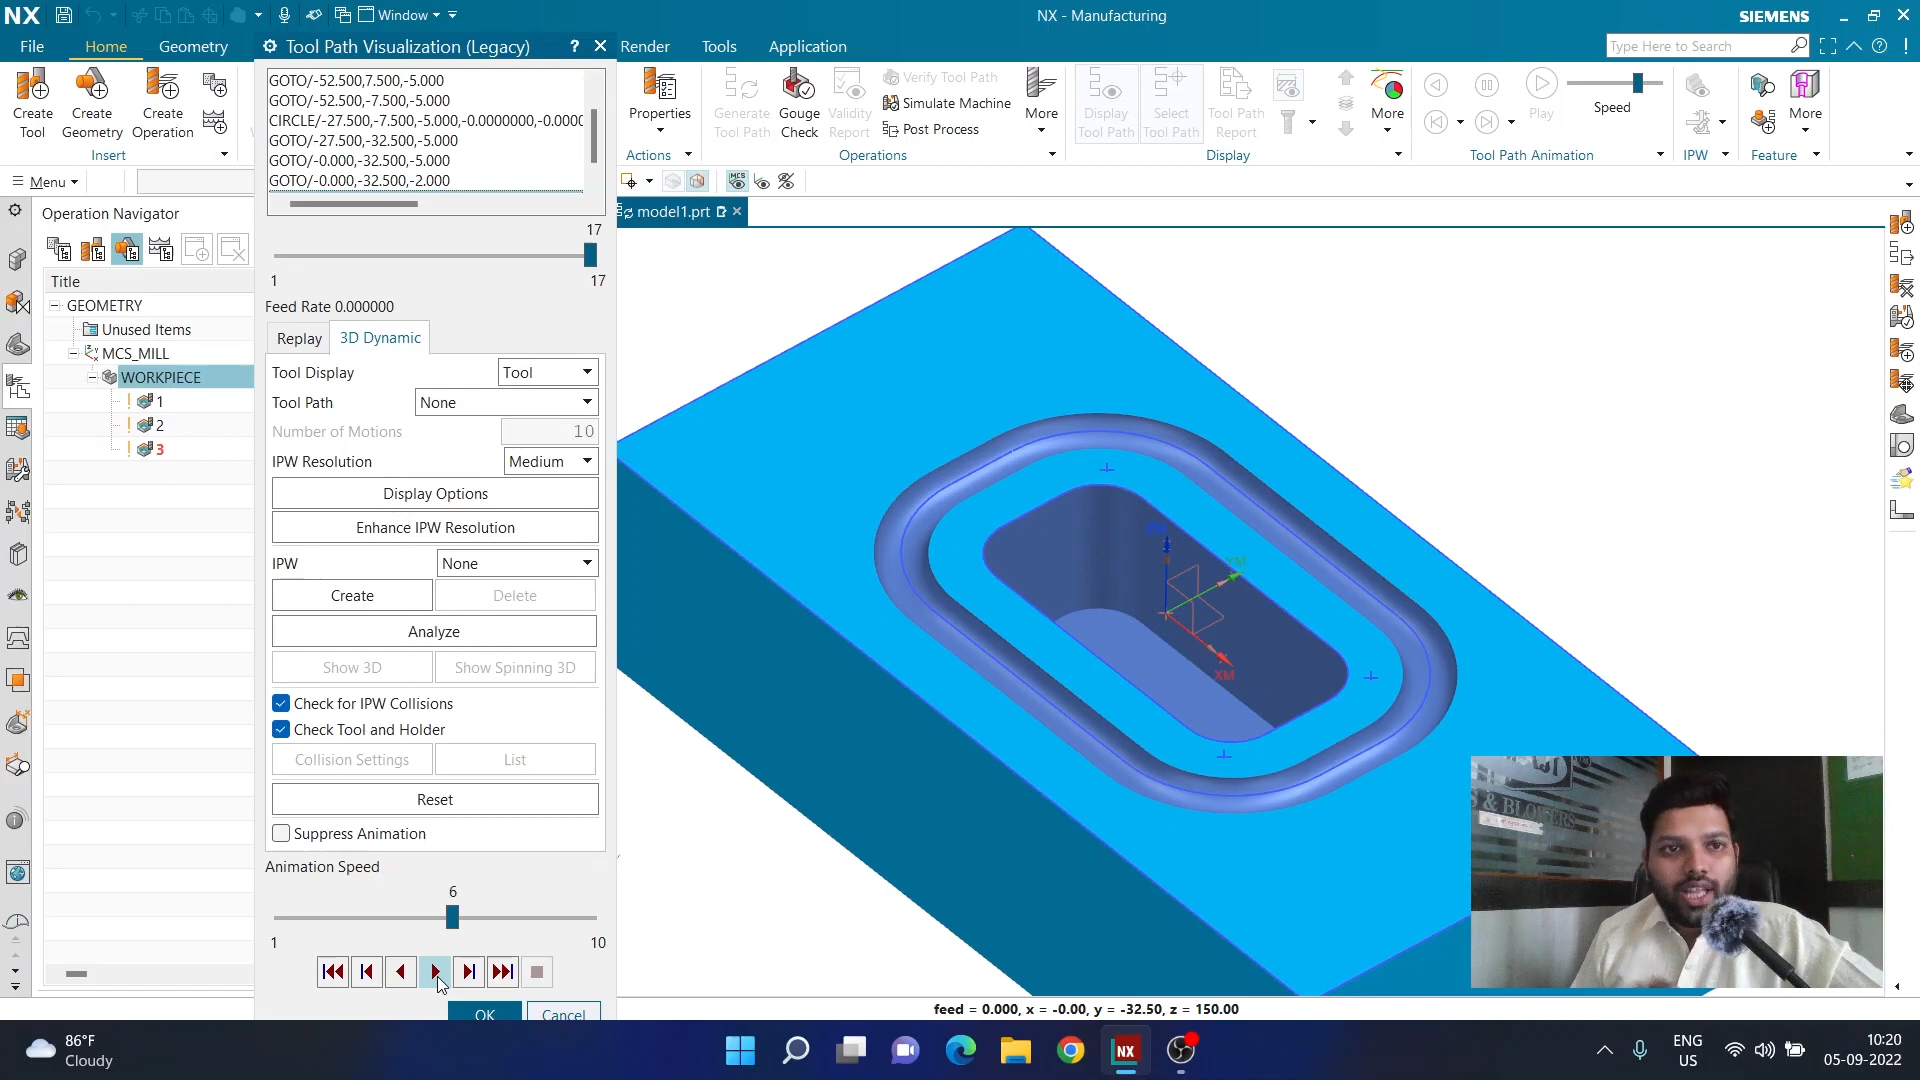 NX
Window
NX - Manufacturing
SIEMENS
File
Home
Geometry
Tool Path Visualization (Legacy)
?
Render
Tools
Application
Type Here to Search
Create Tool
Create Geometry
Create Operation
Insert
GOTO/-52.500,7.500,-5.000
GOTO/-52.500,-7.500,-5.000
CIRCLE/-27.500,-7.500,-5.000,-0.0000000,-0.000
GOTO/-27.500,-32.500,-5.000
GOTO/-0.000,-32.500,-5.000
GOTO/-0.000,-32.500,-2.000
Properties
Actions
Generate Tool Path
Gouge Check
Validity Report
Verify Tool Path
Simulate Machine
Post Process
More
Operations
Display Tool Path
Select Tool Path
Tool Path Report
More
Display
Play
Speed
Tool Path Animation
IPW
More
Feature
Menu
MCS
Operation Navigator
model1.prt
17
1
17
Title
GEOMETRY
Unused Items
MCS_MILL
WORKPIECE
1
2
3
Feed Rate 0.000000
Replay
3D Dynamic
Tool Display
Tool
Tool Path
None
Number of Motions
10
IPW Resolution
Medium
Display Options
Enhance IPW Resolution
IPW
None
Create
Delete
Analyze
Show 3D
Show Spinning 3D
Check for IPW Collisions
Check Tool and Holder
Collision Settings
List
Reset
Suppress Animation
Animation Speed
6
1
10
OK
Cancel
YM
XM
S & BLOWERS
feed = 0.000, x = -0.00, y = -32.50, z = 150.00
86°F
Cloudy
NX
ENG
US
10:20
05-09-2022